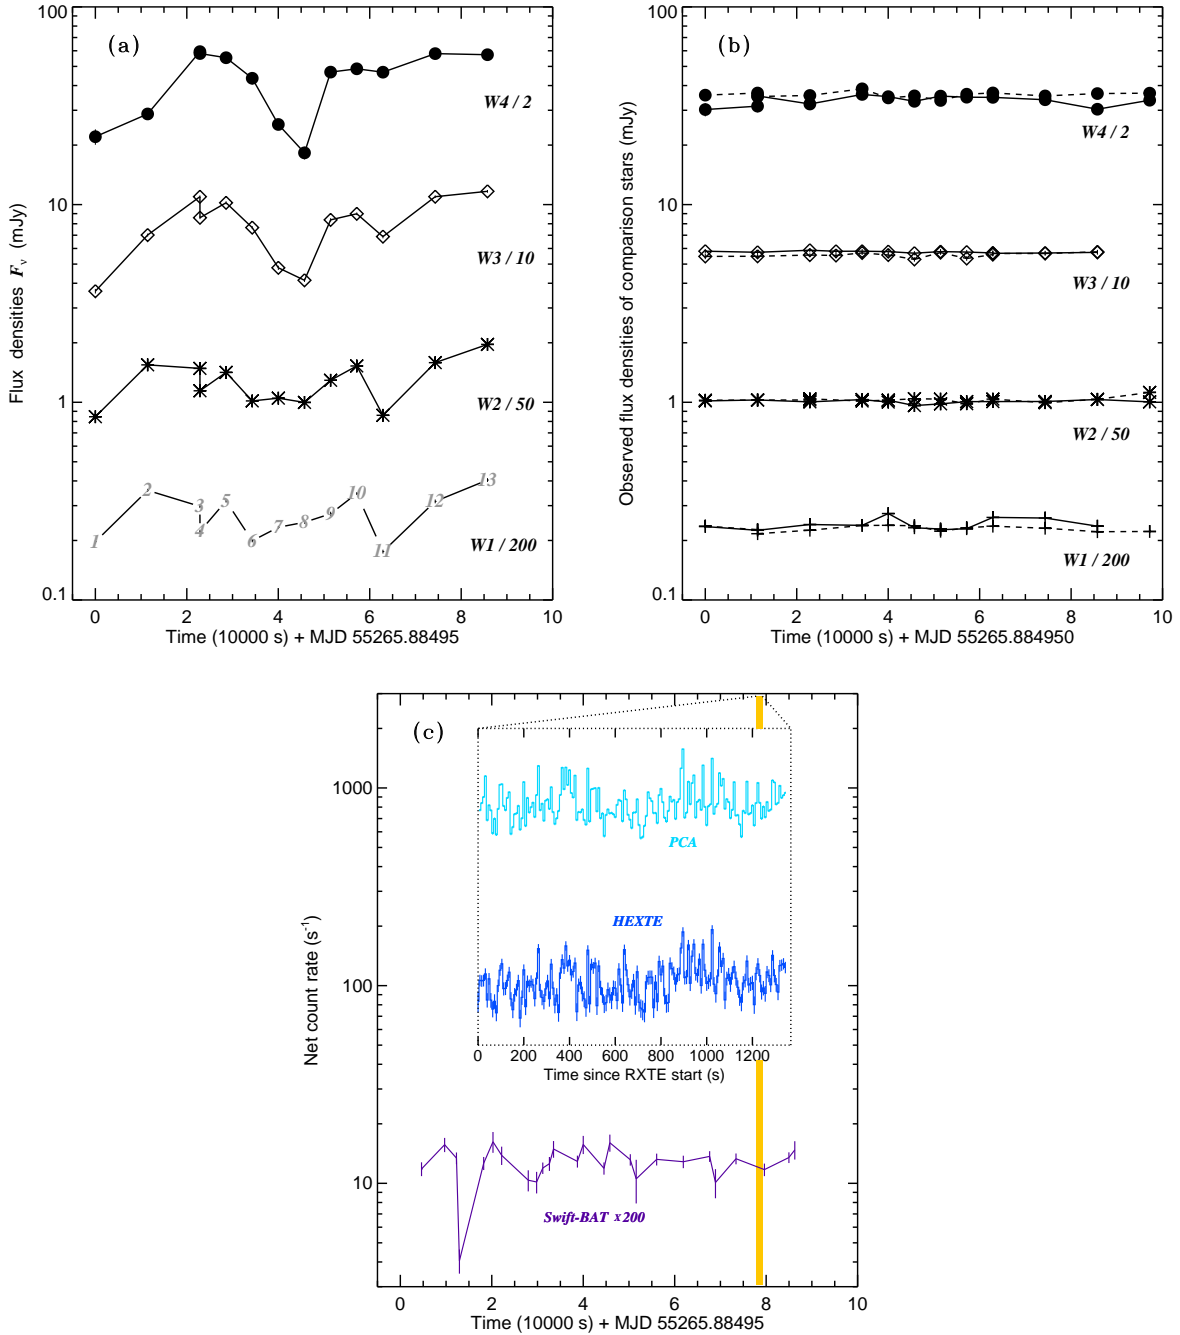 (a)
100
10
1
0.1
Flux densities Fν (mJy)
W4 / 2
W3 / 10
W2 / 50
W1 / 200
1 2 3 4 5 6 7 8 9 10 11 12 13
0 2 4 6 8 10
Time (10000 s) + MJD 55265.88495
(b)
100
10
1
0.1
Observed flux densities of comparison stars (mJy)
W4 / 2
W3 / 10
W2 / 50
W1 / 200
0 2 4 6 8 10
Time (10000 s) + MJD 55265.884950
(c)
1000
100
10
Net count rate (s⁻¹)
PCA
HEXTE
0 200 400 600 800 1000 1200
Time since RXTE start (s)
Swift-BAT x 200
0 2 4 6 8 10
Time (10000 s) + MJD 55265.88495